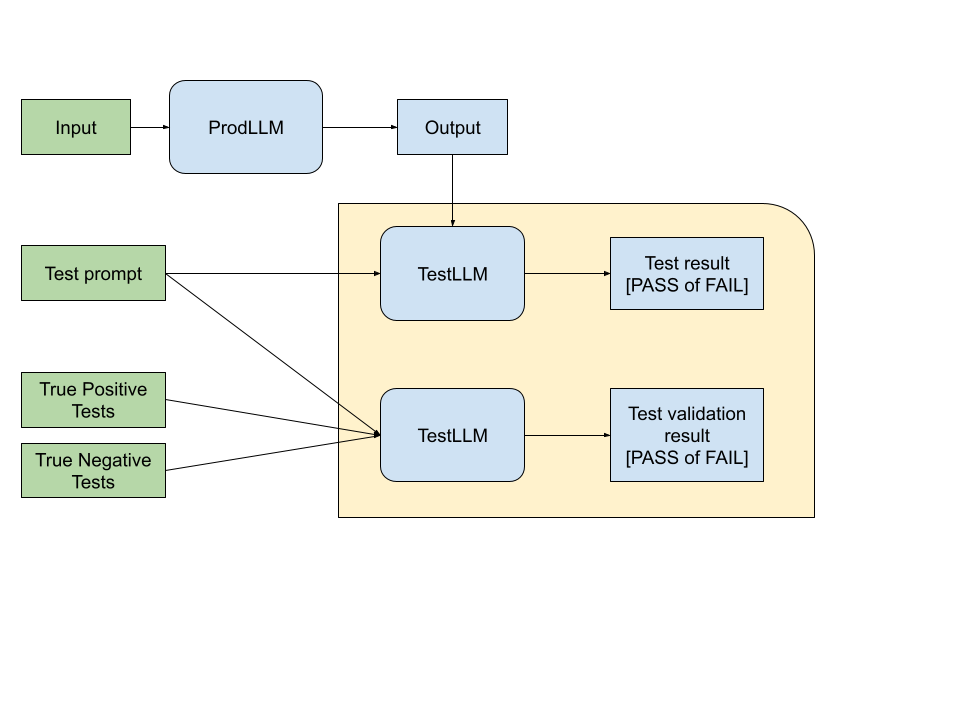 Input
ProdLLM
Output
Test prompt
TestLLM
Test result
[PASS of FAIL]
True Positive
Tests
True Negative
Tests
TestLLM
Test validation
result
[PASS of FAIL]